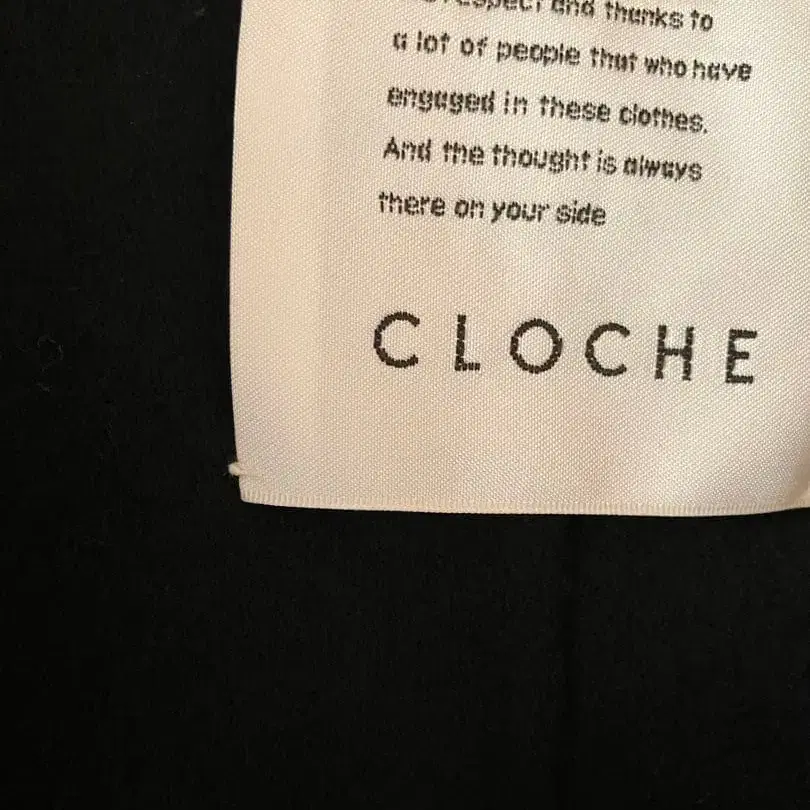 respect and thanks to
a lot of people that who have
engaged in these clothes.
And the thought is always
there on your side
CLOCHE